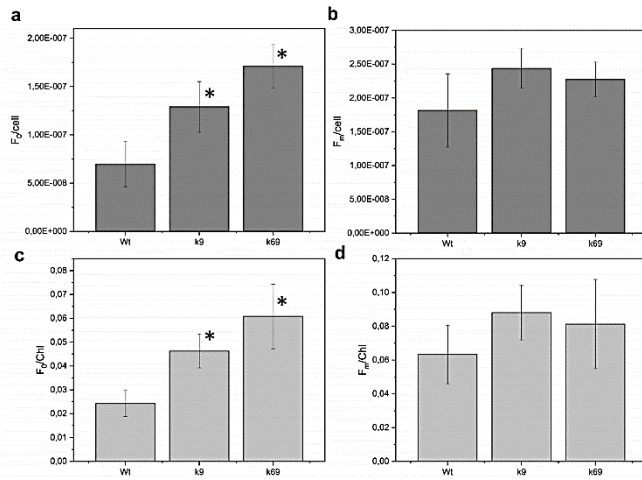 a
2,00E-007
1,50E-007
1,00E-007
5,00E-008
0,00E+000
F₀/cell
*
*
Wt
k9
k69
b
3,00E-007
2,50E-007
2,00E-007
1,50E-007
1,00E-007
5,00E-008
0,00E+000
Fₘ/cell
Wt
k9
k69
c
0,08
0,07
0,06
0,05
0,04
0,03
0,02
0,01
0,00
F₀/Chl
*
*
Wt
k9
k69
d
0,12
0,10
0,08
0,06
0,04
0,02
0,00
Fₘ/Chl
Wt
k9
k69